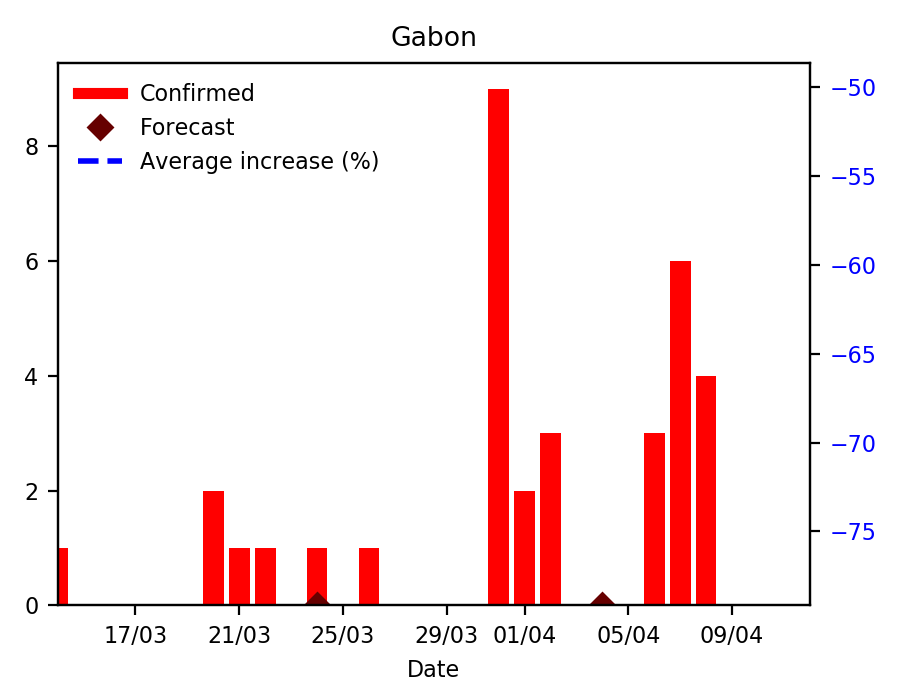 Gabon
Confirmed
Forecast
Average increase (%)
8
6
4
2
0
−50
−55
−60
−65
−70
−75
17/03 21/03 25/03 29/03 01/04 05/04 09/04
Date